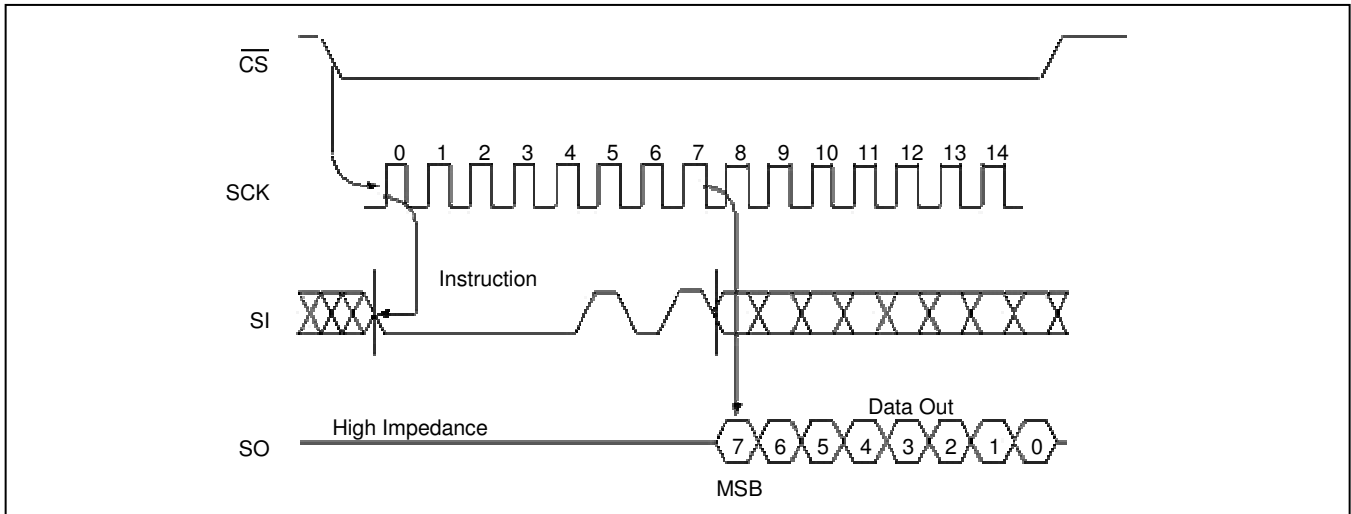 C̅S̅
0 1 2 3 4 5 6 7 8 9 10 11 12 13 14
SCK
Instruction
SI
Data Out
High Impedance
SO
7 6 5 4 3 2 1 0
MSB